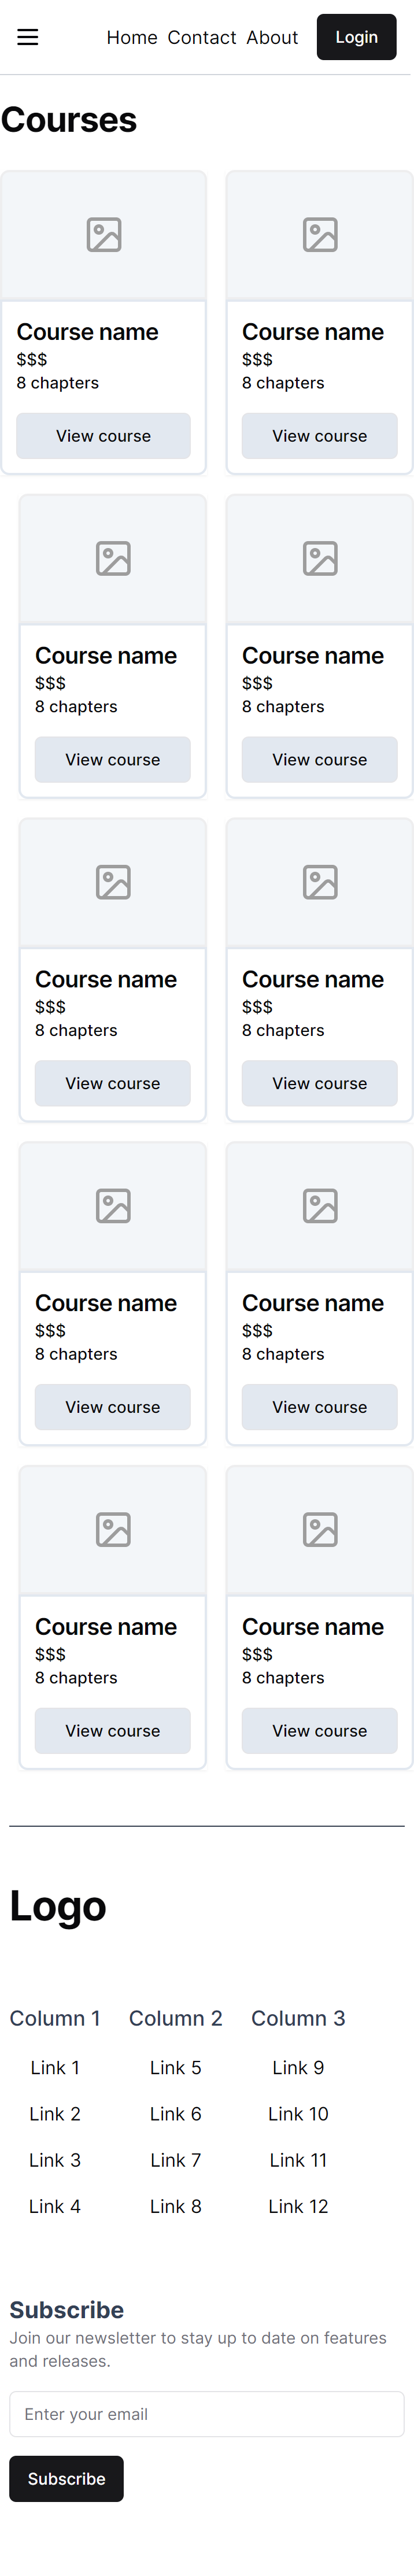 Home Contact About Login
Courses
Course name Course name
$$$ $$$
8 chapters 8 chapters
View course View course
Course name Course name
$$$ $$$
8 chapters 8 chapters
View course View course
Course name Course name
$$$ $$$
8 chapters 8 chapters
View course View course
Course name Course name
$$$ $$$
8 chapters 8 chapters
View course View course
Course name Course name
$$$ $$$
8 chapters 8 chapters
View course View course
Logo
Column 1 Column 2 Column 3
Link 1 Link 5 Link 9
Link 2 Link 6 Link 10
Link 3 Link 7 Link 11
Link 4 Link 8 Link 12
Subscribe
Join our newsletter to stay up to date on features
and releases.
Enter your email
Subscribe